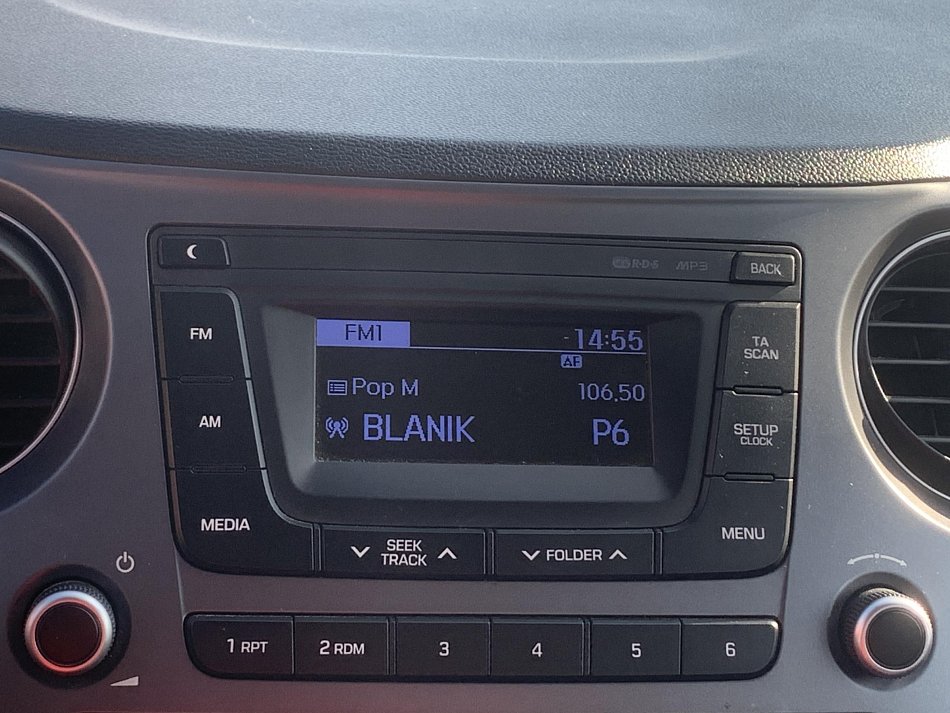 R·D·S MP3 BACK
FM
AM
MEDIA
FM1 14:55
AF
Pop M 106.50
BLANIK P6
TA
SCAN
SETUP
CLOCK
MENU
SEEK
TRACK
FOLDER
1 RPT 2 RDM 3 4 5 6